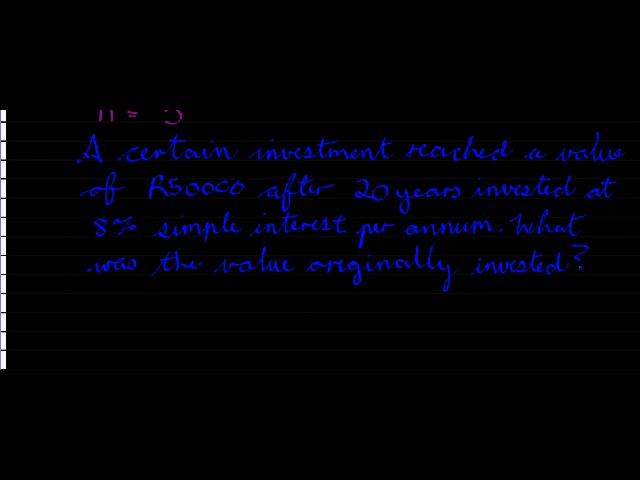 n =
A certain investment reached a value
of R50000 after 20 years invested at
8% simple interest per annum. What
was the value originally invested?